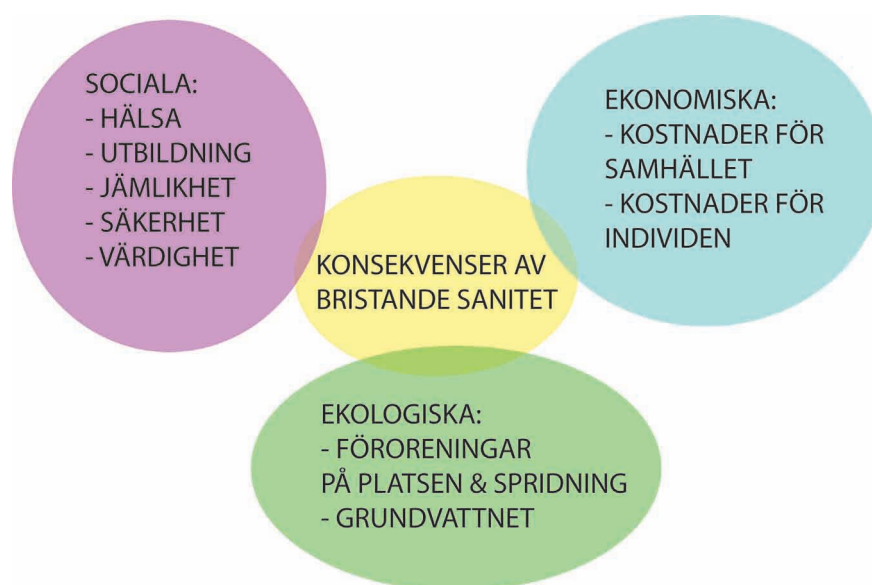 SOCIALA:
- HÄLSA
- UTBILDNING
- JÄMLIKHET
- SÄKERHET
- VÄRDIGHET
EKONOMISKA:
- KOSTNADER FÖR
SAMHÄLLET
- KOSTNADER FÖR
INDIVIDEN
KONSEKVENSER AV
BRISTANDE SANITET
EKOLOGISKA:
- FÖRORENINGAR
PÅ PLATSEN & SPRIDNING
- GRUNDVATTNET